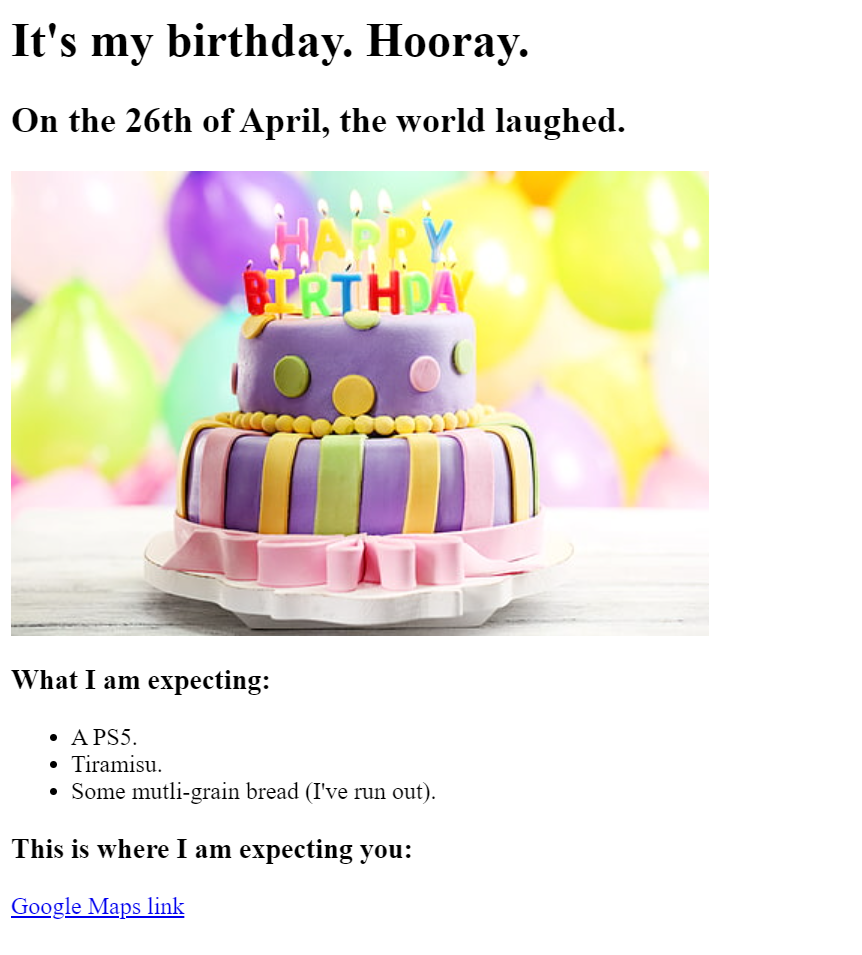 It's my birthday. Hooray.
On the 26th of April, the world laughed.
HAPPY
BIRTHDAY
What I am expecting:
A PS5.
Tiramisu.
Some mutli-grain bread (I've run out).
This is where I am expecting you:
Google Maps link